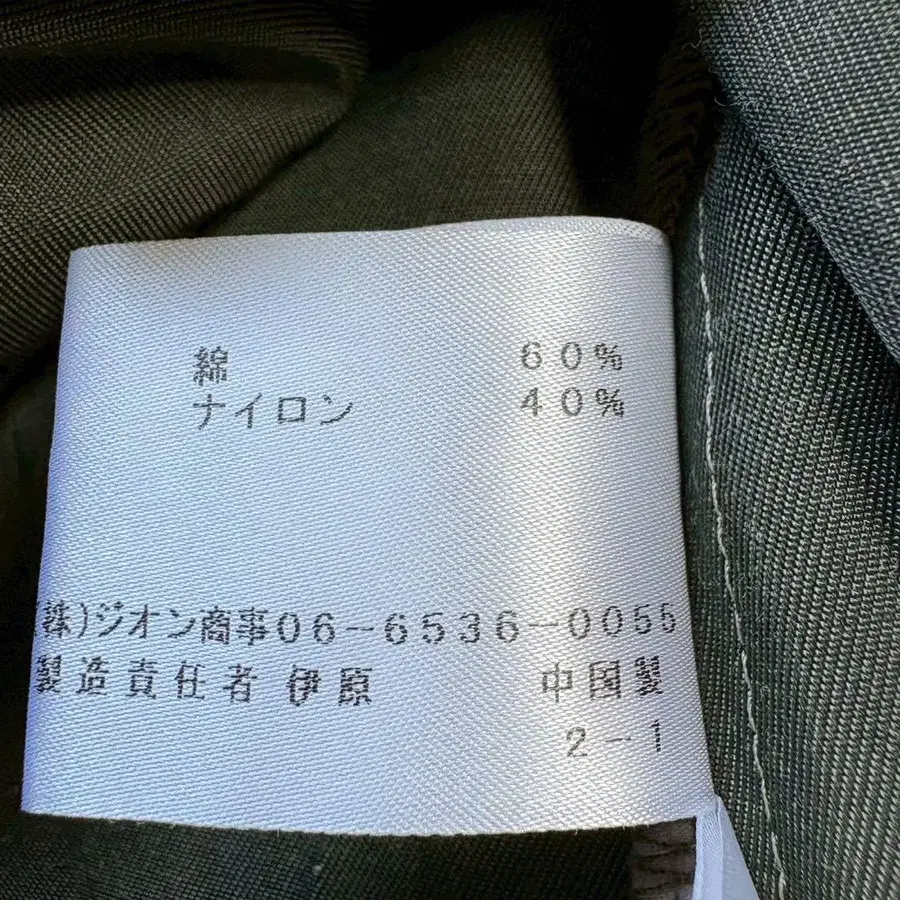 綿 60%
ナイロン 40%
(株)ジオン商事06-6536-0055
製造責任者 伊原 中国製
2-1